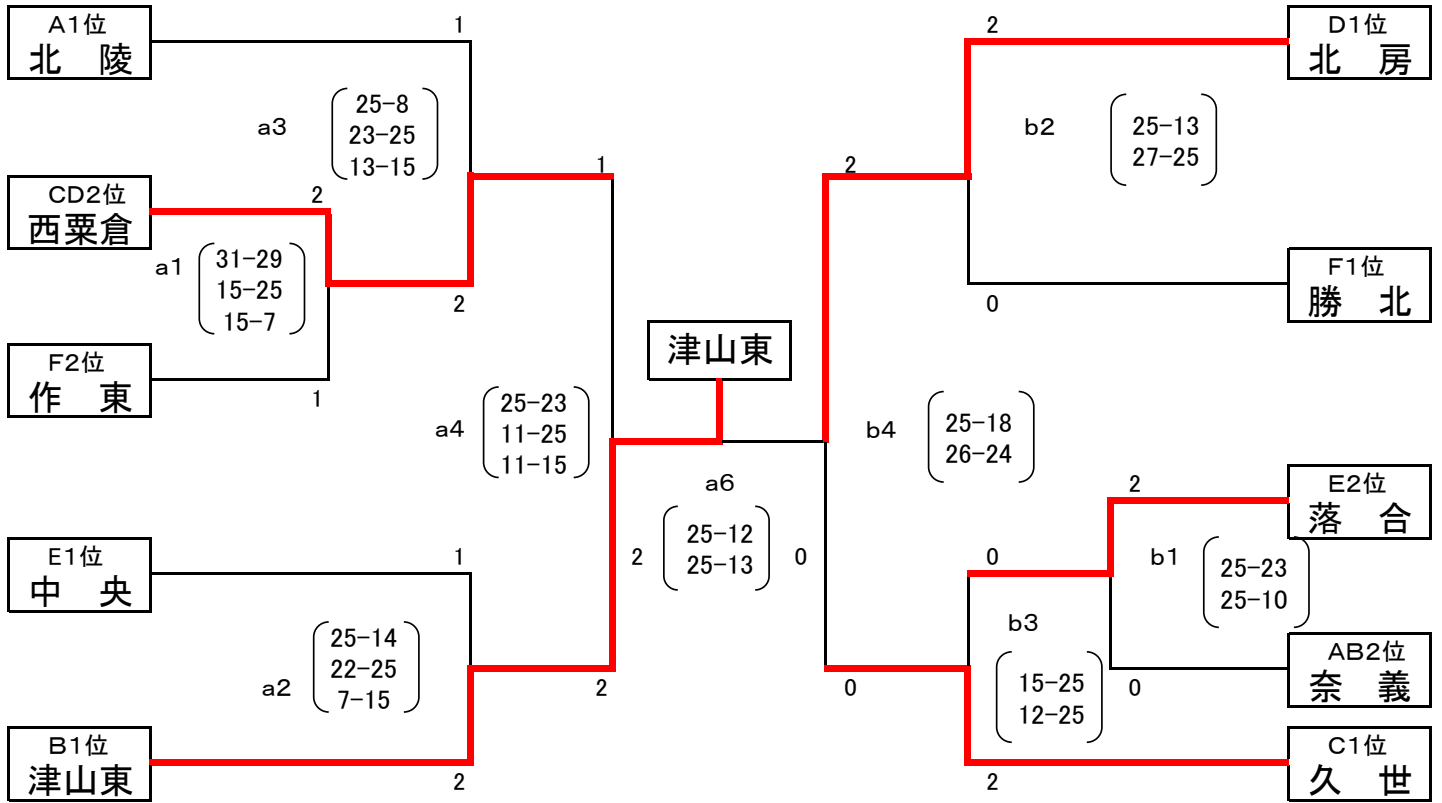 A1位
北　陵
1
a3
25-8
23-25
13-15
CD2位
西粟倉
2
a1
31-29
15-25
15-7
2
F2位
作　東
1
1
a4
25-23
11-25
11-15
E1位
中　央
1
a2
25-14
22-25
7-15
B1位
津山東
2
2
津山東
a6
2
25-12
25-13
0
D1位
北　房
2
b2
25-13
27-25
2
F1位
勝　北
0
b4
25-18
26-24
E2位
落　合
2
b1
25-23
25-10
0
b3
15-25
12-25
AB2位
奈　義
0
0
C1位
久　世
2